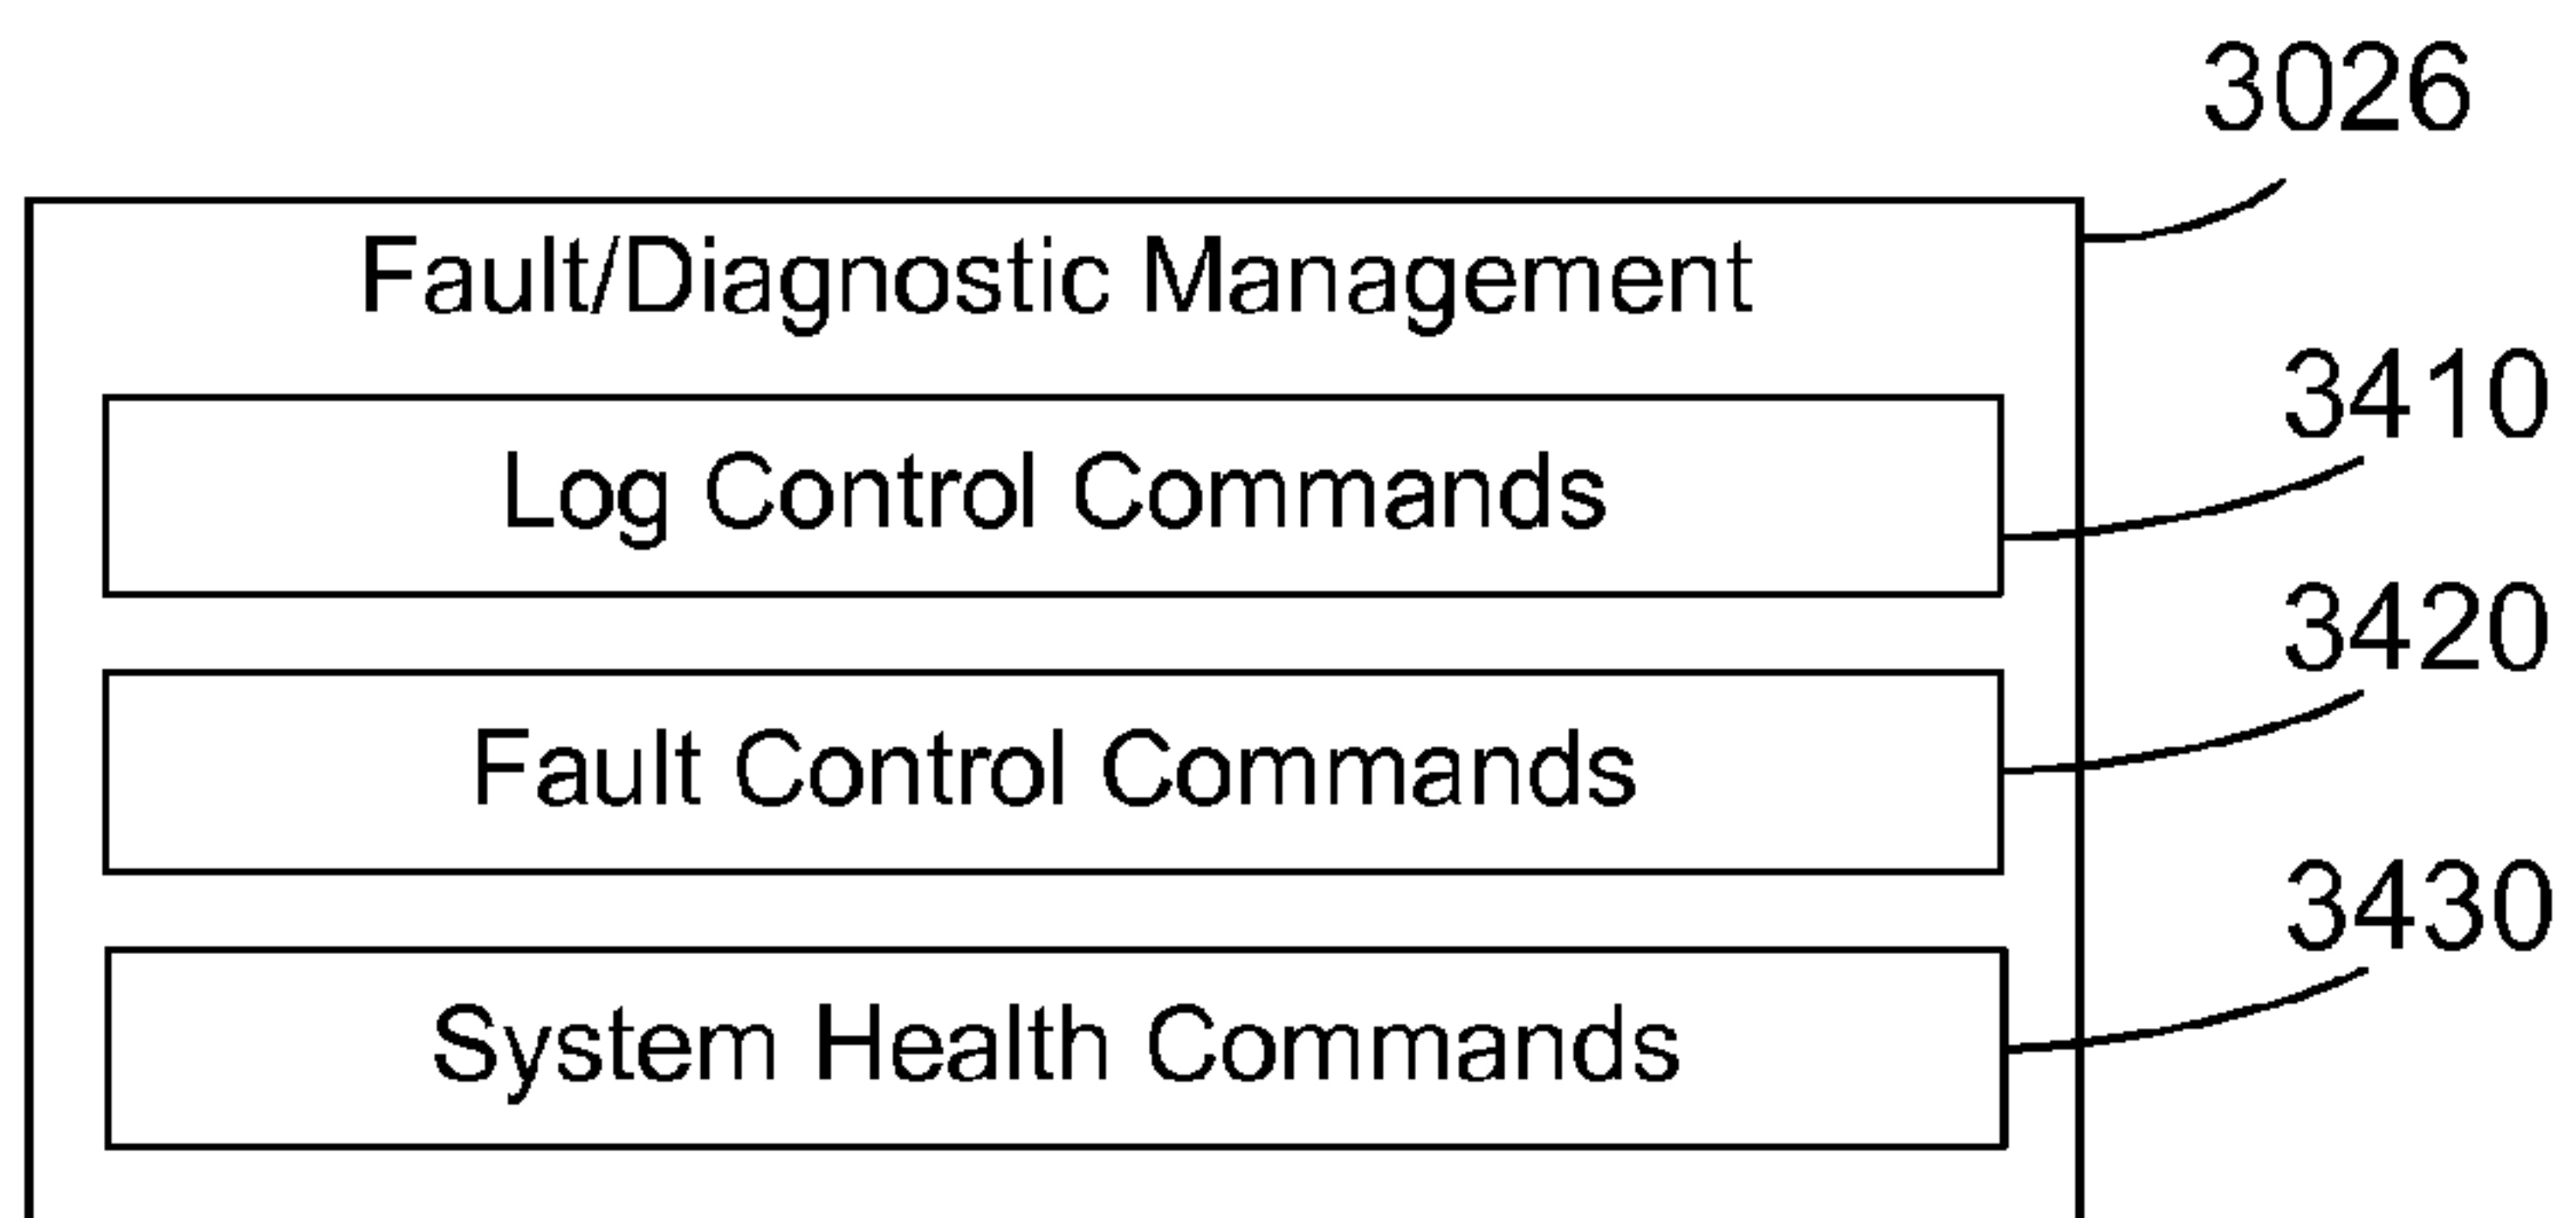 3026
Fault/Diagnostic Management
3410
Log Control Commands
3420
Fault Control Commands
3430
System Health Commands